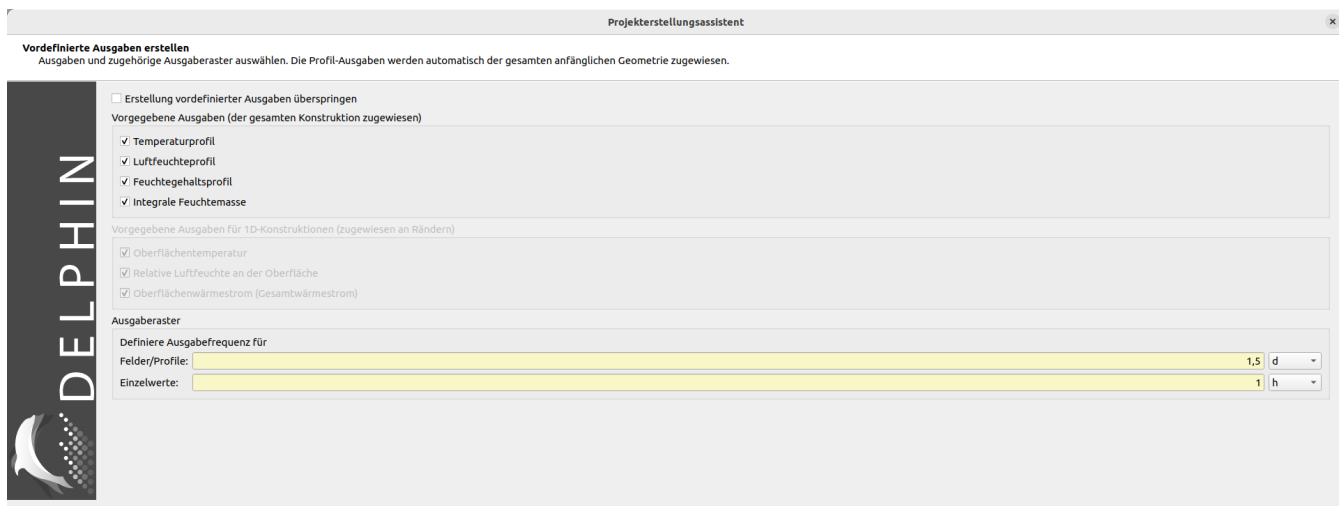 Projekterstellungsassistent
Vordefinierte Ausgaben erstellen
Ausgaben und zugehörige Ausgaberaster auswählen. Die Profil-Ausgaben werden automatisch der gesamten anfänglichen Geometrie zugewiesen.
DELPHIN
Erstellung vordefinierter Ausgaben überspringen
Vorgegebene Ausgaben (der gesamten Konstruktion zugewiesen)
Temperaturprofil
Luftfeuchteprofil
Feuchtegehaltsprofil
Integrale Feuchtemasse
Vorgegebene Ausgaben für 1D-Konstruktionen (zugewiesen an Rändern)
Oberflächentemperatur
Relative Luftfeuchte an der Oberfläche
Oberflächenwärmestrom (Gesamtwärmestrom)
Ausgaberaster
Definiere Ausgabefrequenz für
Felder/Profile: 1,5 d
Einzelwerte: 1 h